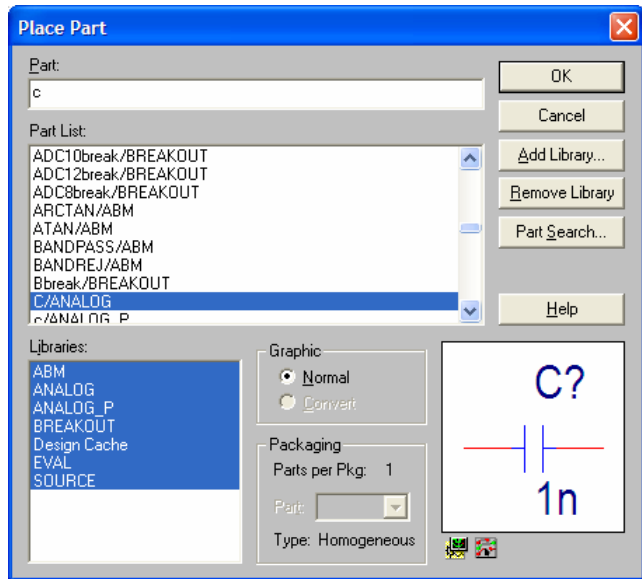 Place Part
Part:
c
OK
Cancel
Part List:
ADC10break/BREAKOUT
ADC12break/BREAKOUT
ADC8break/BREAKOUT
ARCTAN/ABM
ATAN/ABM
BANDPASS/ABM
BANDREJ/ABM
Bbreak/BREAKOUT
C/ANALOG
c/ANALOG_P
Add Library...
Remove Library
Part Search...
Help
Libraries:
ABM
ANALOG
ANALOG_P
BREAKOUT
Design Cache
EVAL
SOURCE
Graphic
Normal
Convert
Packaging
Parts per Pkg: 1
Part:
Type: Homogeneous
C?
1n